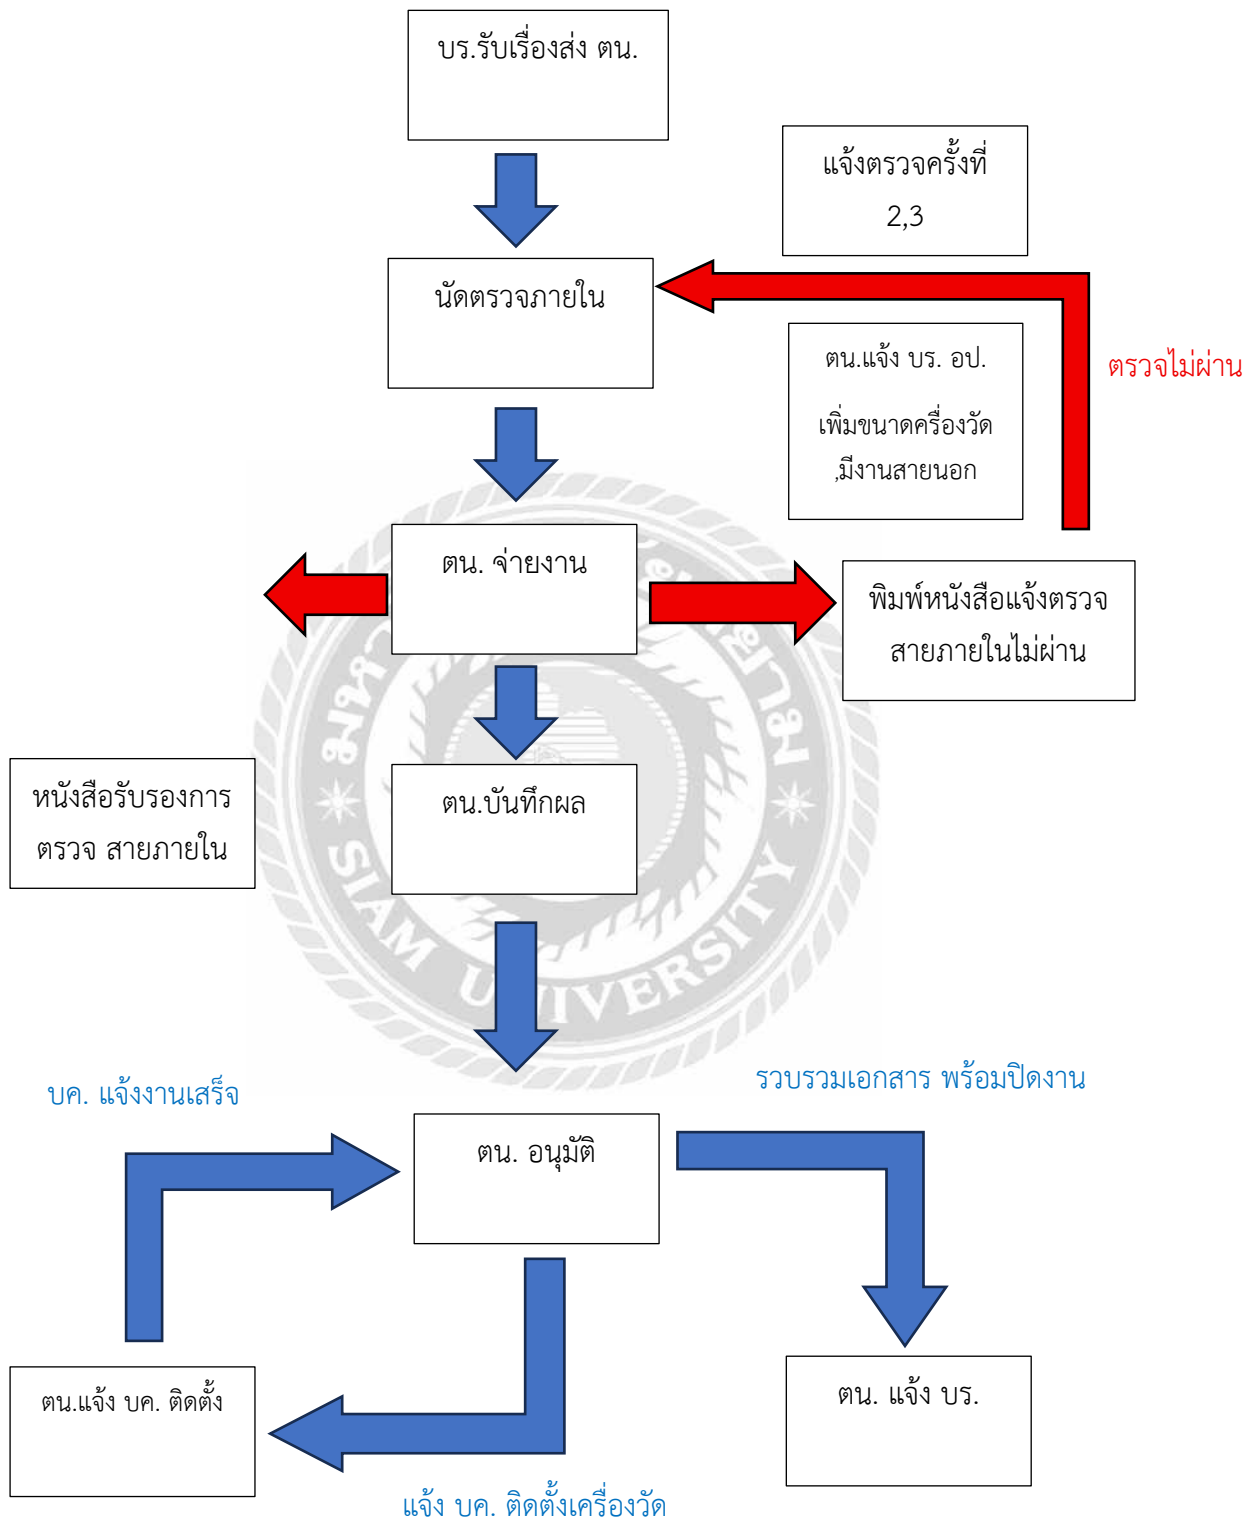 บร.รับเรื่องส่ง ตน.
แจ้งตรวจครั้งที่
2,3
นัดตรวจภายใน
ตน.แจ้ง บร. อป.
เพิ่มขนาดครื่องวัด
,มีงานสายนอก
ตรวจไม่ผ่าน
ตน. จ่ายงาน
พิมพ์หนังสือแจ้งตรวจ
สายภายในไม่ผ่าน
หนังสือรับรองการ
ตรวจ สายภายใน
ตน.บันทึกผล
SIAM UNIVERSITY
บค. แจ้งงานเสร็จ
รวบรวมเอกสาร พร้อมปิดงาน
ตน. อนุมัติ
ตน.แจ้ง บค. ติดตั้ง
ตน. แจ้ง บร.
แจ้ง บค. ติดตั้งเครื่องวัด